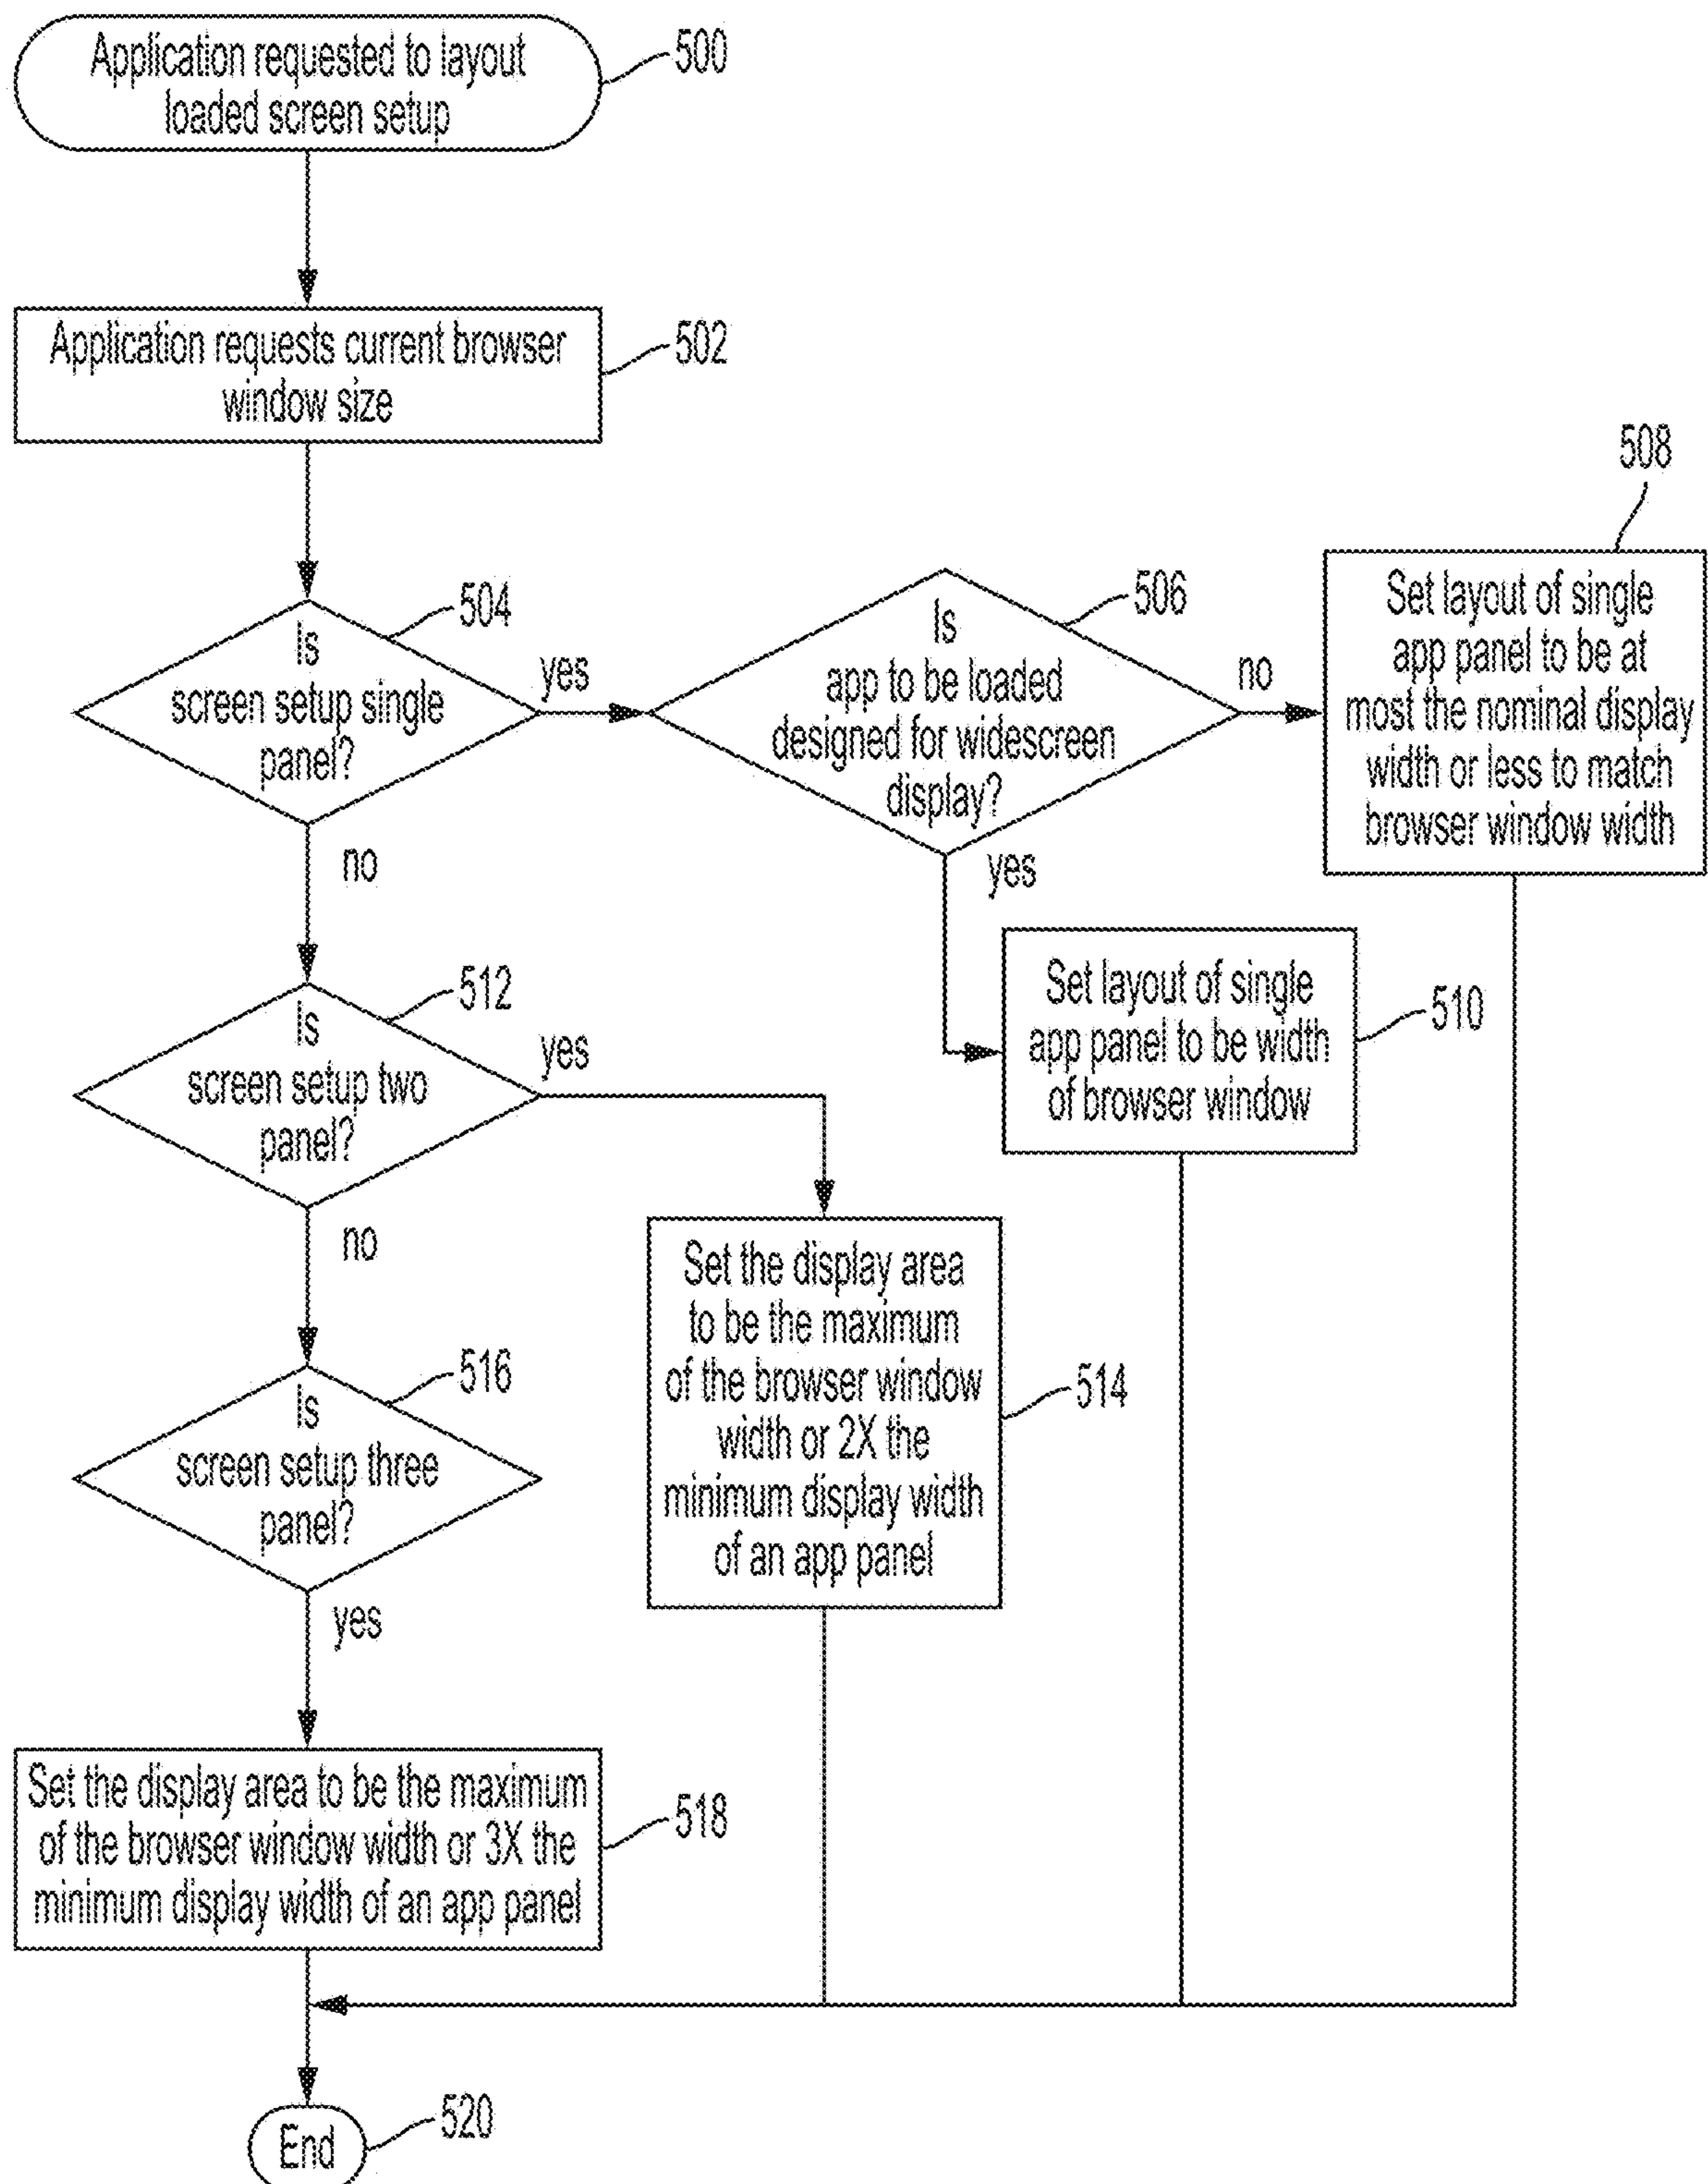 Application requested to layout
loaded screen setup
500
Application requests current browser
window size
502
504
Is
screen setup single
panel?
yes
no
506
Is
app to be loaded
designed for widescreen
display?
no
yes
508
Set layout of single
app panel to be at
most the nominal display
width or less to match
browser window width
Set layout of single
app panel to be width
of browser window
510
512
Is
screen setup two
panel?
yes
no
Set the display area
to be the maximum
of the browser window
width or 2X the
minimum display width
of an app panel
514
516
Is
screen setup three
panel?
yes
Set the display area to be the maximum
of the browser window width or 3X the
minimum display width of an app panel
518
End
520